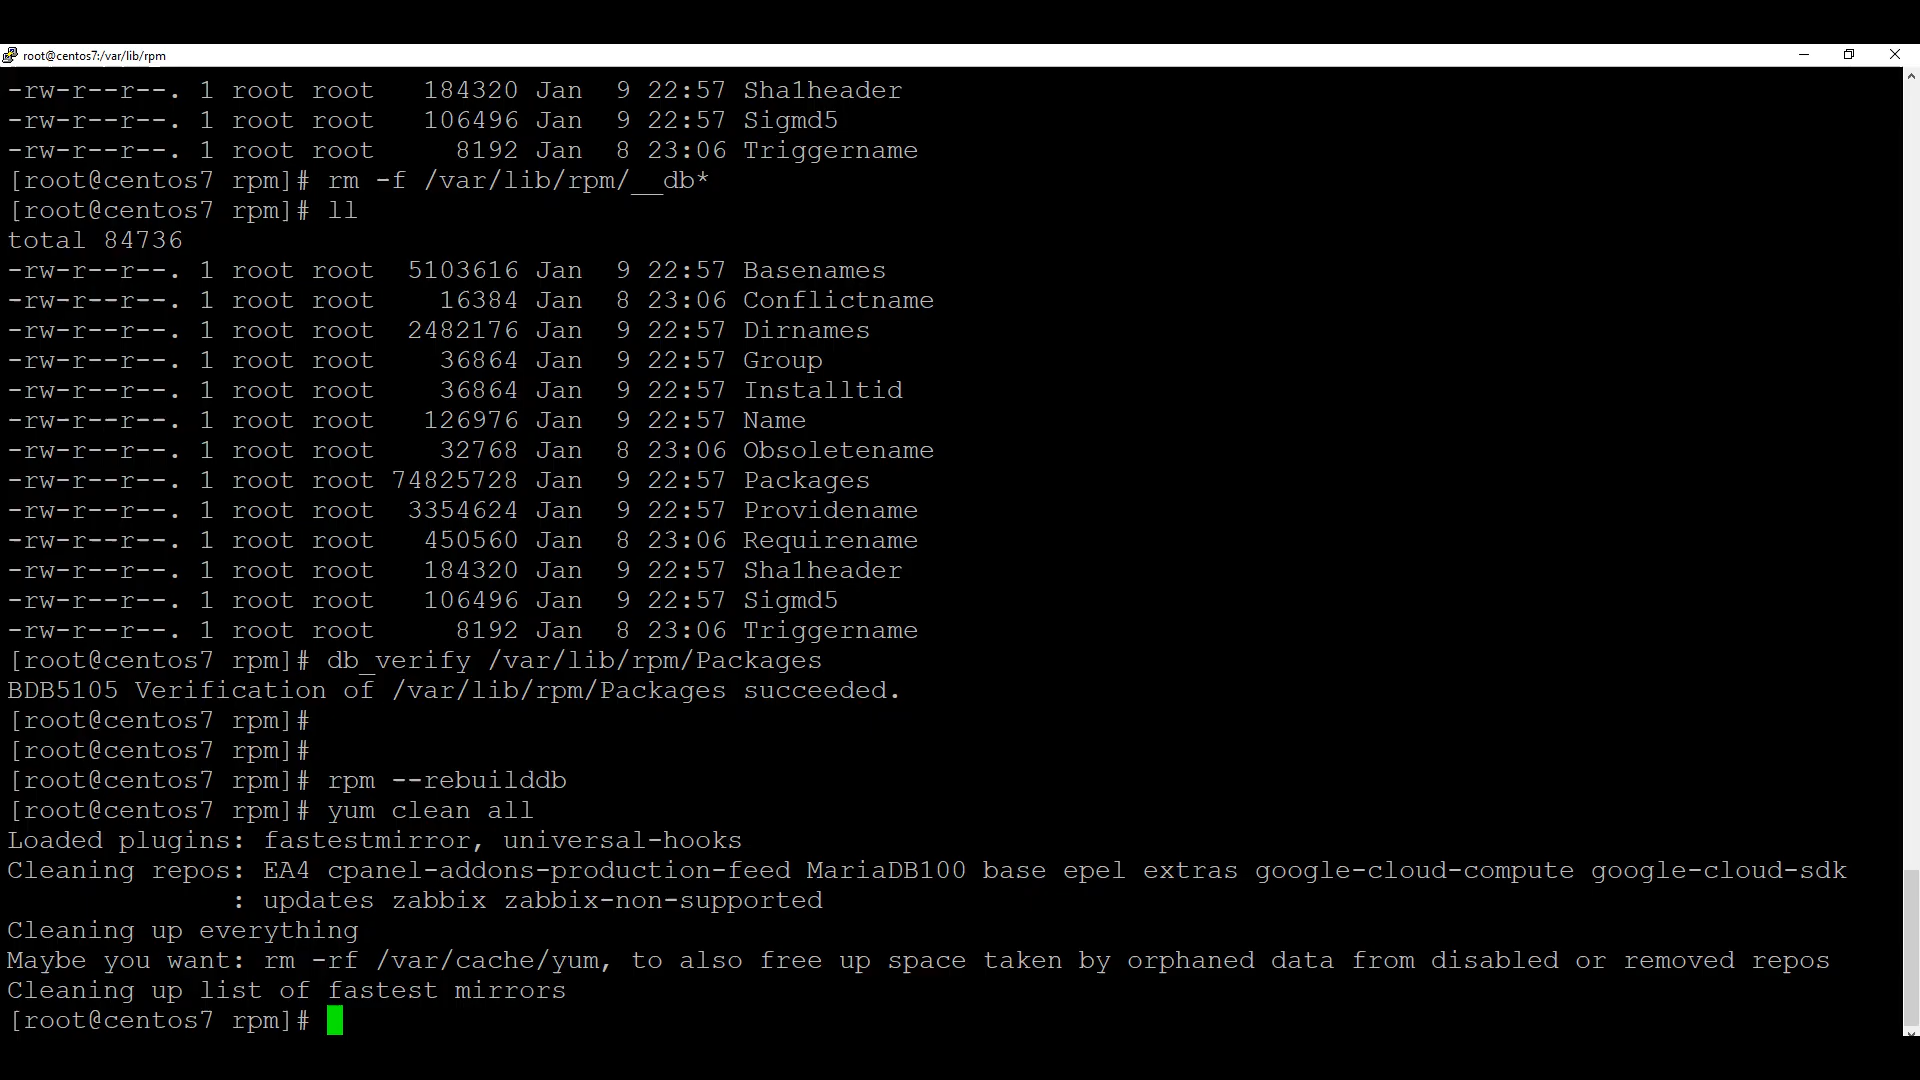 root@centos7:/var/lib/rpm
-rw-r--r--. 1 root root   184320 Jan  9 22:57 Sha1header
-rw-r--r--. 1 root root   106496 Jan  9 22:57 Sigmd5
-rw-r--r--. 1 root root     8192 Jan  8 23:06 Triggername
[root@centos7 rpm]# rm -f /var/lib/rpm/__db*
[root@centos7 rpm]# ll
total 84736
-rw-r--r--. 1 root root  5103616 Jan  9 22:57 Basenames
-rw-r--r--. 1 root root    16384 Jan  8 23:06 Conflictname
-rw-r--r--. 1 root root  2482176 Jan  9 22:57 Dirnames
-rw-r--r--. 1 root root    36864 Jan  9 22:57 Group
-rw-r--r--. 1 root root    36864 Jan  9 22:57 Installtid
-rw-r--r--. 1 root root   126976 Jan  9 22:57 Name
-rw-r--r--. 1 root root    32768 Jan  8 23:06 Obsoletename
-rw-r--r--. 1 root root 74825728 Jan  9 22:57 Packages
-rw-r--r--. 1 root root  3354624 Jan  9 22:57 Providename
-rw-r--r--. 1 root root   450560 Jan  8 23:06 Requirename
-rw-r--r--. 1 root root   184320 Jan  9 22:57 Sha1header
-rw-r--r--. 1 root root   106496 Jan  9 22:57 Sigmd5
-rw-r--r--. 1 root root     8192 Jan  8 23:06 Triggername
[root@centos7 rpm]# db_verify /var/lib/rpm/Packages
BDB5105 Verification of /var/lib/rpm/Packages succeeded.
[root@centos7 rpm]#
[root@centos7 rpm]#
[root@centos7 rpm]# rpm --rebuilddb
[root@centos7 rpm]# yum clean all
Loaded plugins: fastestmirror, universal-hooks
Cleaning repos: EA4 cpanel-addons-production-feed MariaDB100 base epel extras google-cloud-compute google-cloud-sdk
              : updates zabbix zabbix-non-supported
Cleaning up everything
Maybe you want: rm -rf /var/cache/yum, to also free up space taken by orphaned data from disabled or removed repos
Cleaning up list of fastest mirrors
[root@centos7 rpm]#